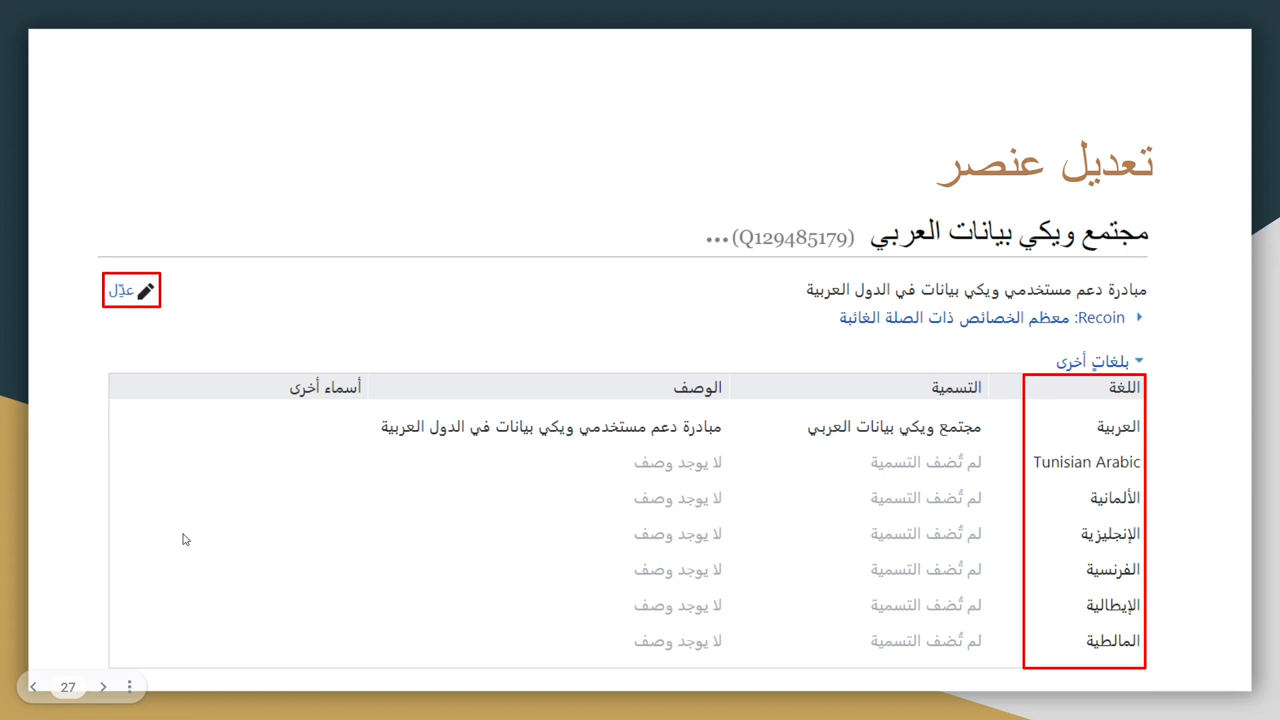 تعديل عنصر
مجتمع ويكي بيانات العربي (Q129485179) •••
مبادرة دعم مستخدمي ويكي بيانات في الدول العربية
عدِّل
Recoin: معظم الخصائص ذات الصلة الغائبة
بلغاتٍ أخرى
اللغة التسمية الوصف أسماء أخرى
العربية مجتمع ويكي بيانات العربي مبادرة دعم مستخدمي ويكي بيانات في الدول العربية
Tunisian Arabic لم تُضف التسمية لا يوجد وصف
الألمانية لم تُضف التسمية لا يوجد وصف
الإنجليزية لم تُضف التسمية لا يوجد وصف
الفرنسية لم تُضف التسمية لا يوجد وصف
الإيطالية لم تُضف التسمية لا يوجد وصف
المالطية لم تُضف التسمية لا يوجد وصف
27